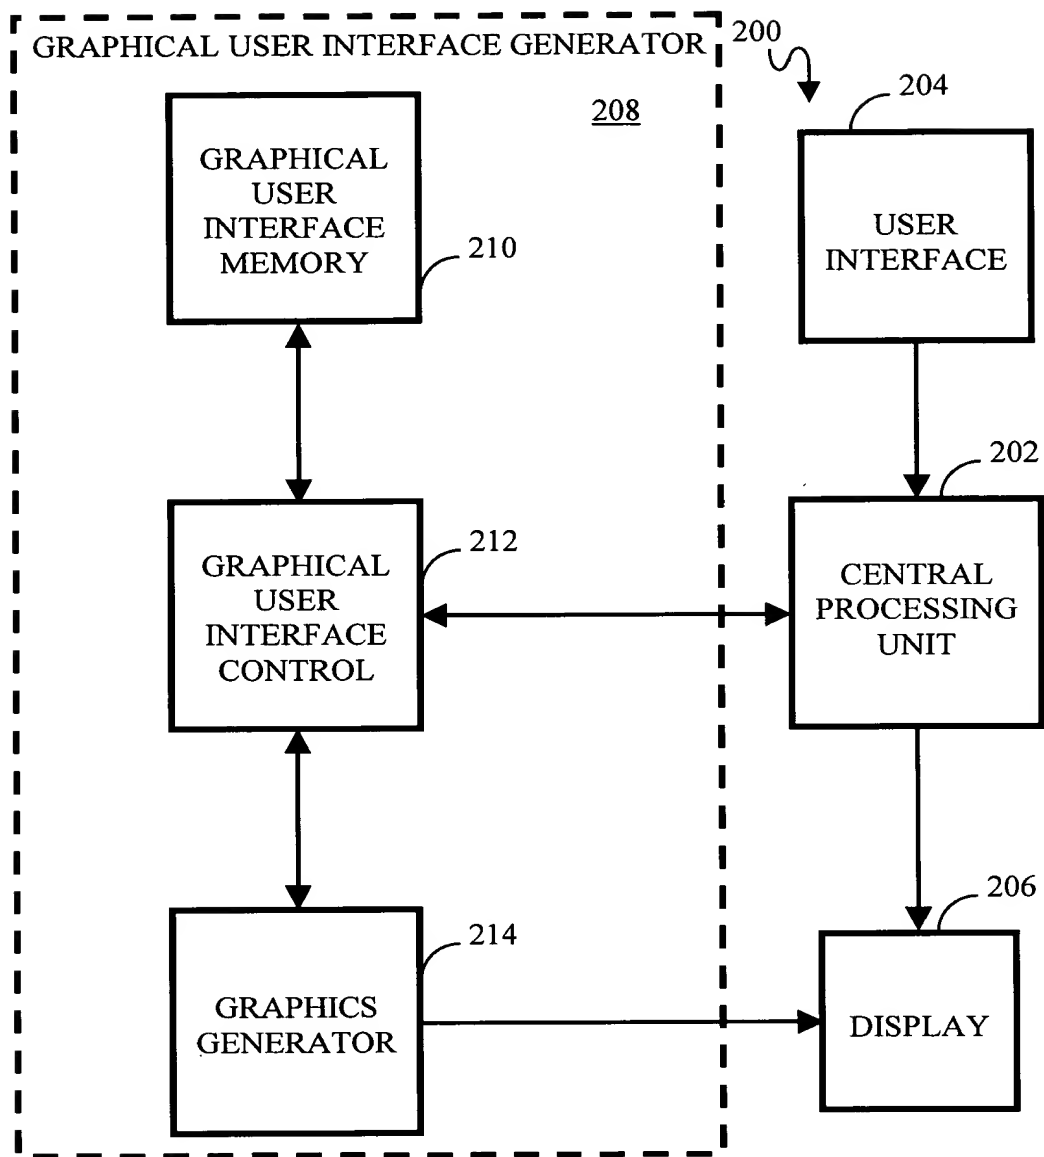 GRAPHICAL USER INTERFACE GENERATOR
200
208
204
GRAPHICAL
USER
INTERFACE
MEMORY
210
USER
INTERFACE
202
212
GRAPHICAL
USER
INTERFACE
CONTROL
CENTRAL
PROCESSING
UNIT
206
214
GRAPHICS
GENERATOR
DISPLAY